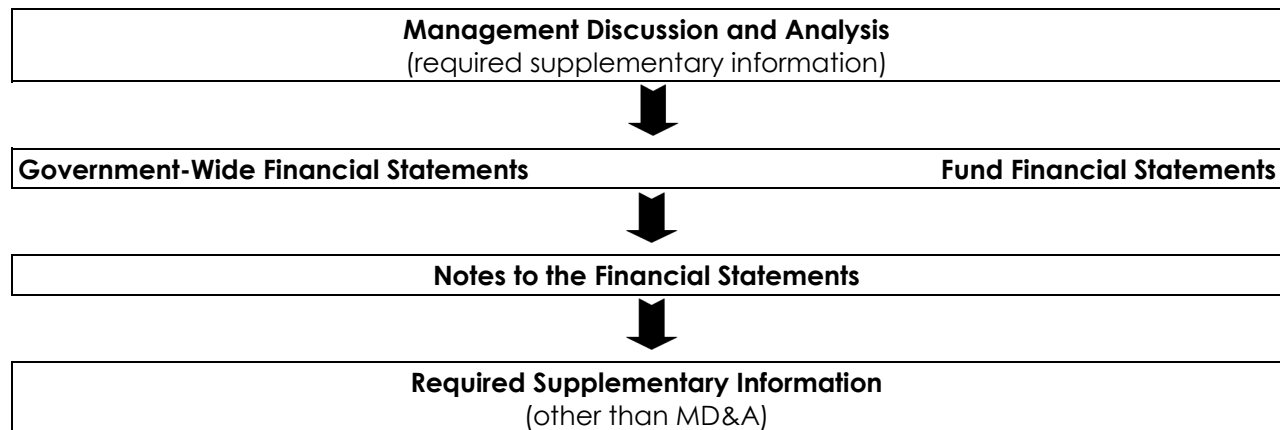 Management Discussion and Analysis
(required supplementary information)
Government-Wide Financial Statements Fund Financial Statements
Notes to the Financial Statements
Required Supplementary Information
(other than MD&A)